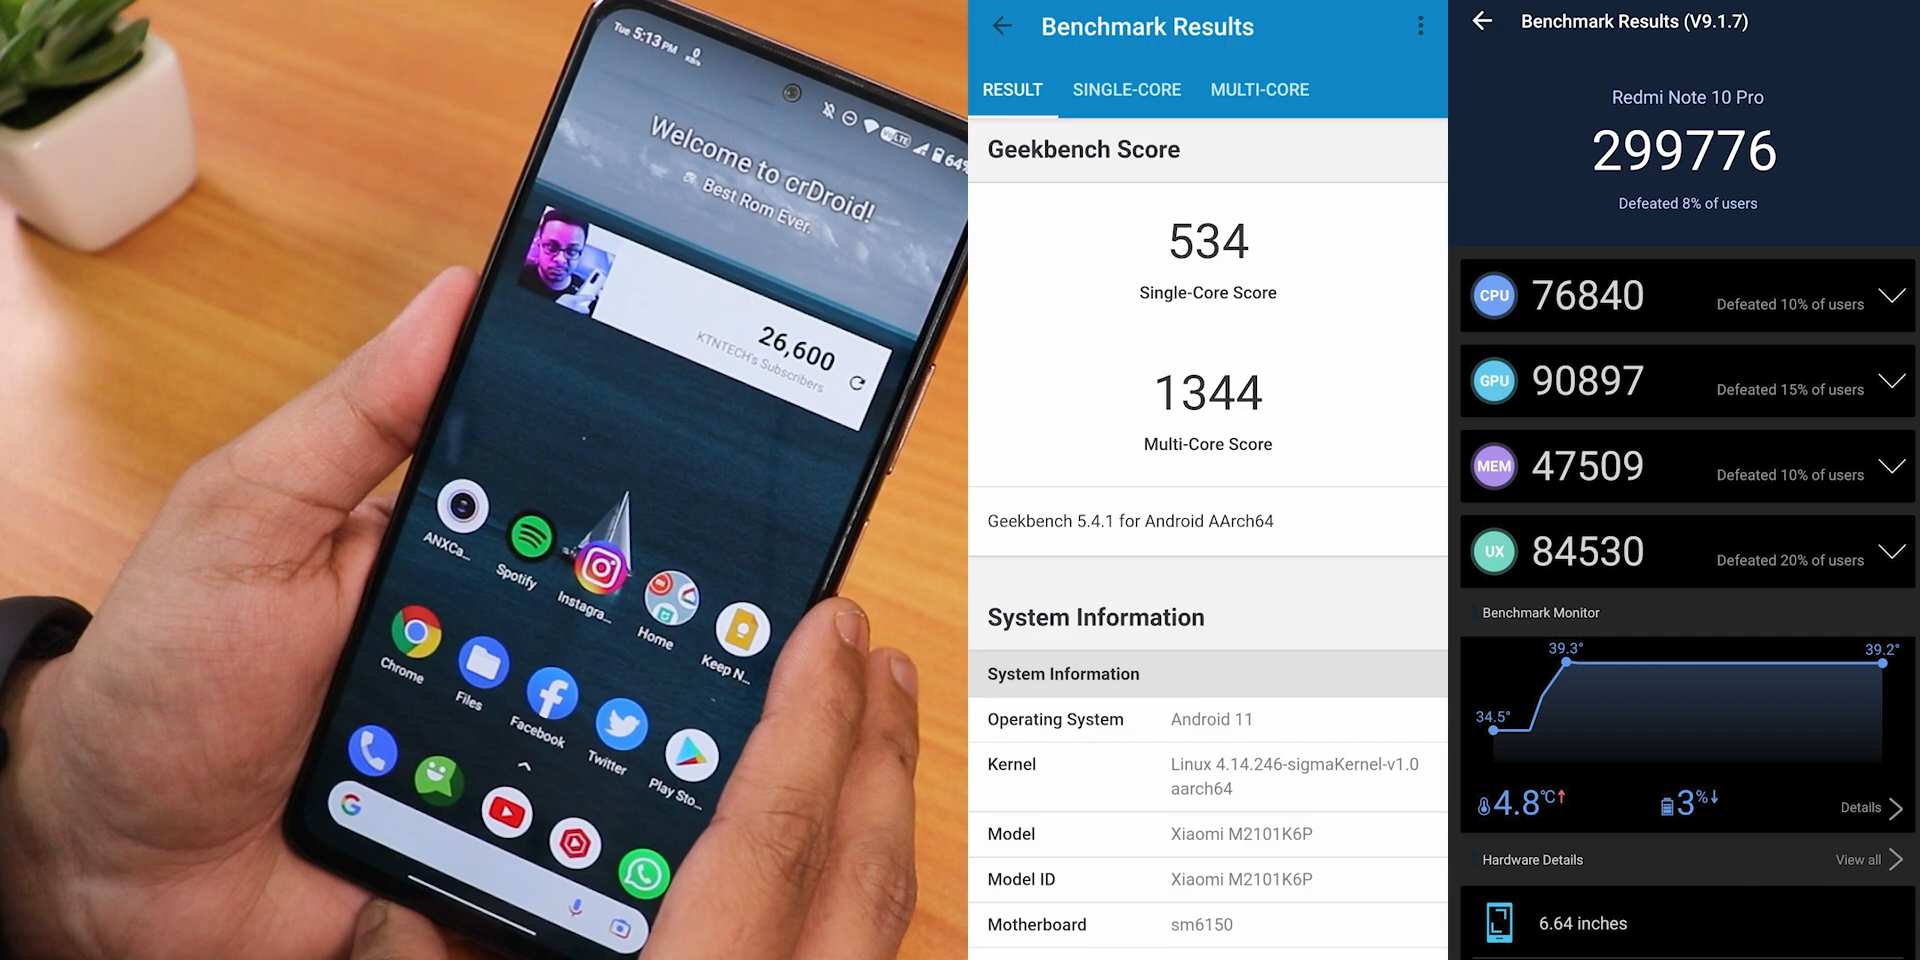 Tue 5:13 PM
0
KB/s
VoLTE
64%
Welcome to crDroid!
Best Rom Ever.
26,600
KTNTECH's Subscribers
ANXCa...
Spotify
Instagra...
Home
Keep N...
Chrome
Files
Facebook
Twitter
Play Sto...
Benchmark Results
RESULT SINGLE-CORE MULTI-CORE
Geekbench Score
534
Single-Core Score
1344
Multi-Core Score
Geekbench 5.4.1 for Android AArch64
System Information
System Information
Operating System Android 11
Kernel Linux 4.14.246-sigmaKernel-v1.0
aarch64
Model Xiaomi M2101K6P
Model ID Xiaomi M2101K6P
Motherboard sm6150
Benchmark Results (V9.1.7)
Redmi Note 10 Pro
299776
Defeated 8% of users
CPU 76840 Defeated 10% of users
GPU 90897 Defeated 15% of users
MEM 47509 Defeated 10% of users
UX 84530 Defeated 20% of users
Benchmark Monitor
39.3° 39.2°
34.5°
4.8°C↑ 3%↓ Details
Hardware Details View all
6.64 inches